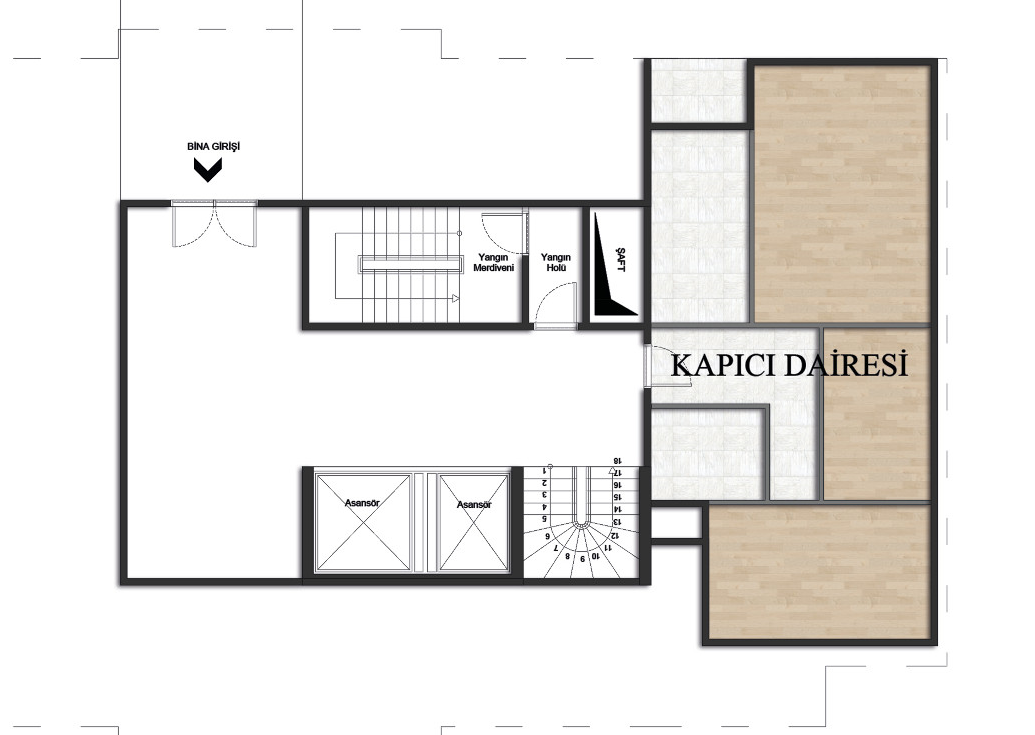 BİNA GİRİŞİ
Yangın
Merdiveni
Yangın
Holü
ŞAFT
KAPICI DAİRESİ
Asansör
Asansör
1
2
3
4
5
6
7
8
9
10
11
12
13
14
15
16
17
18